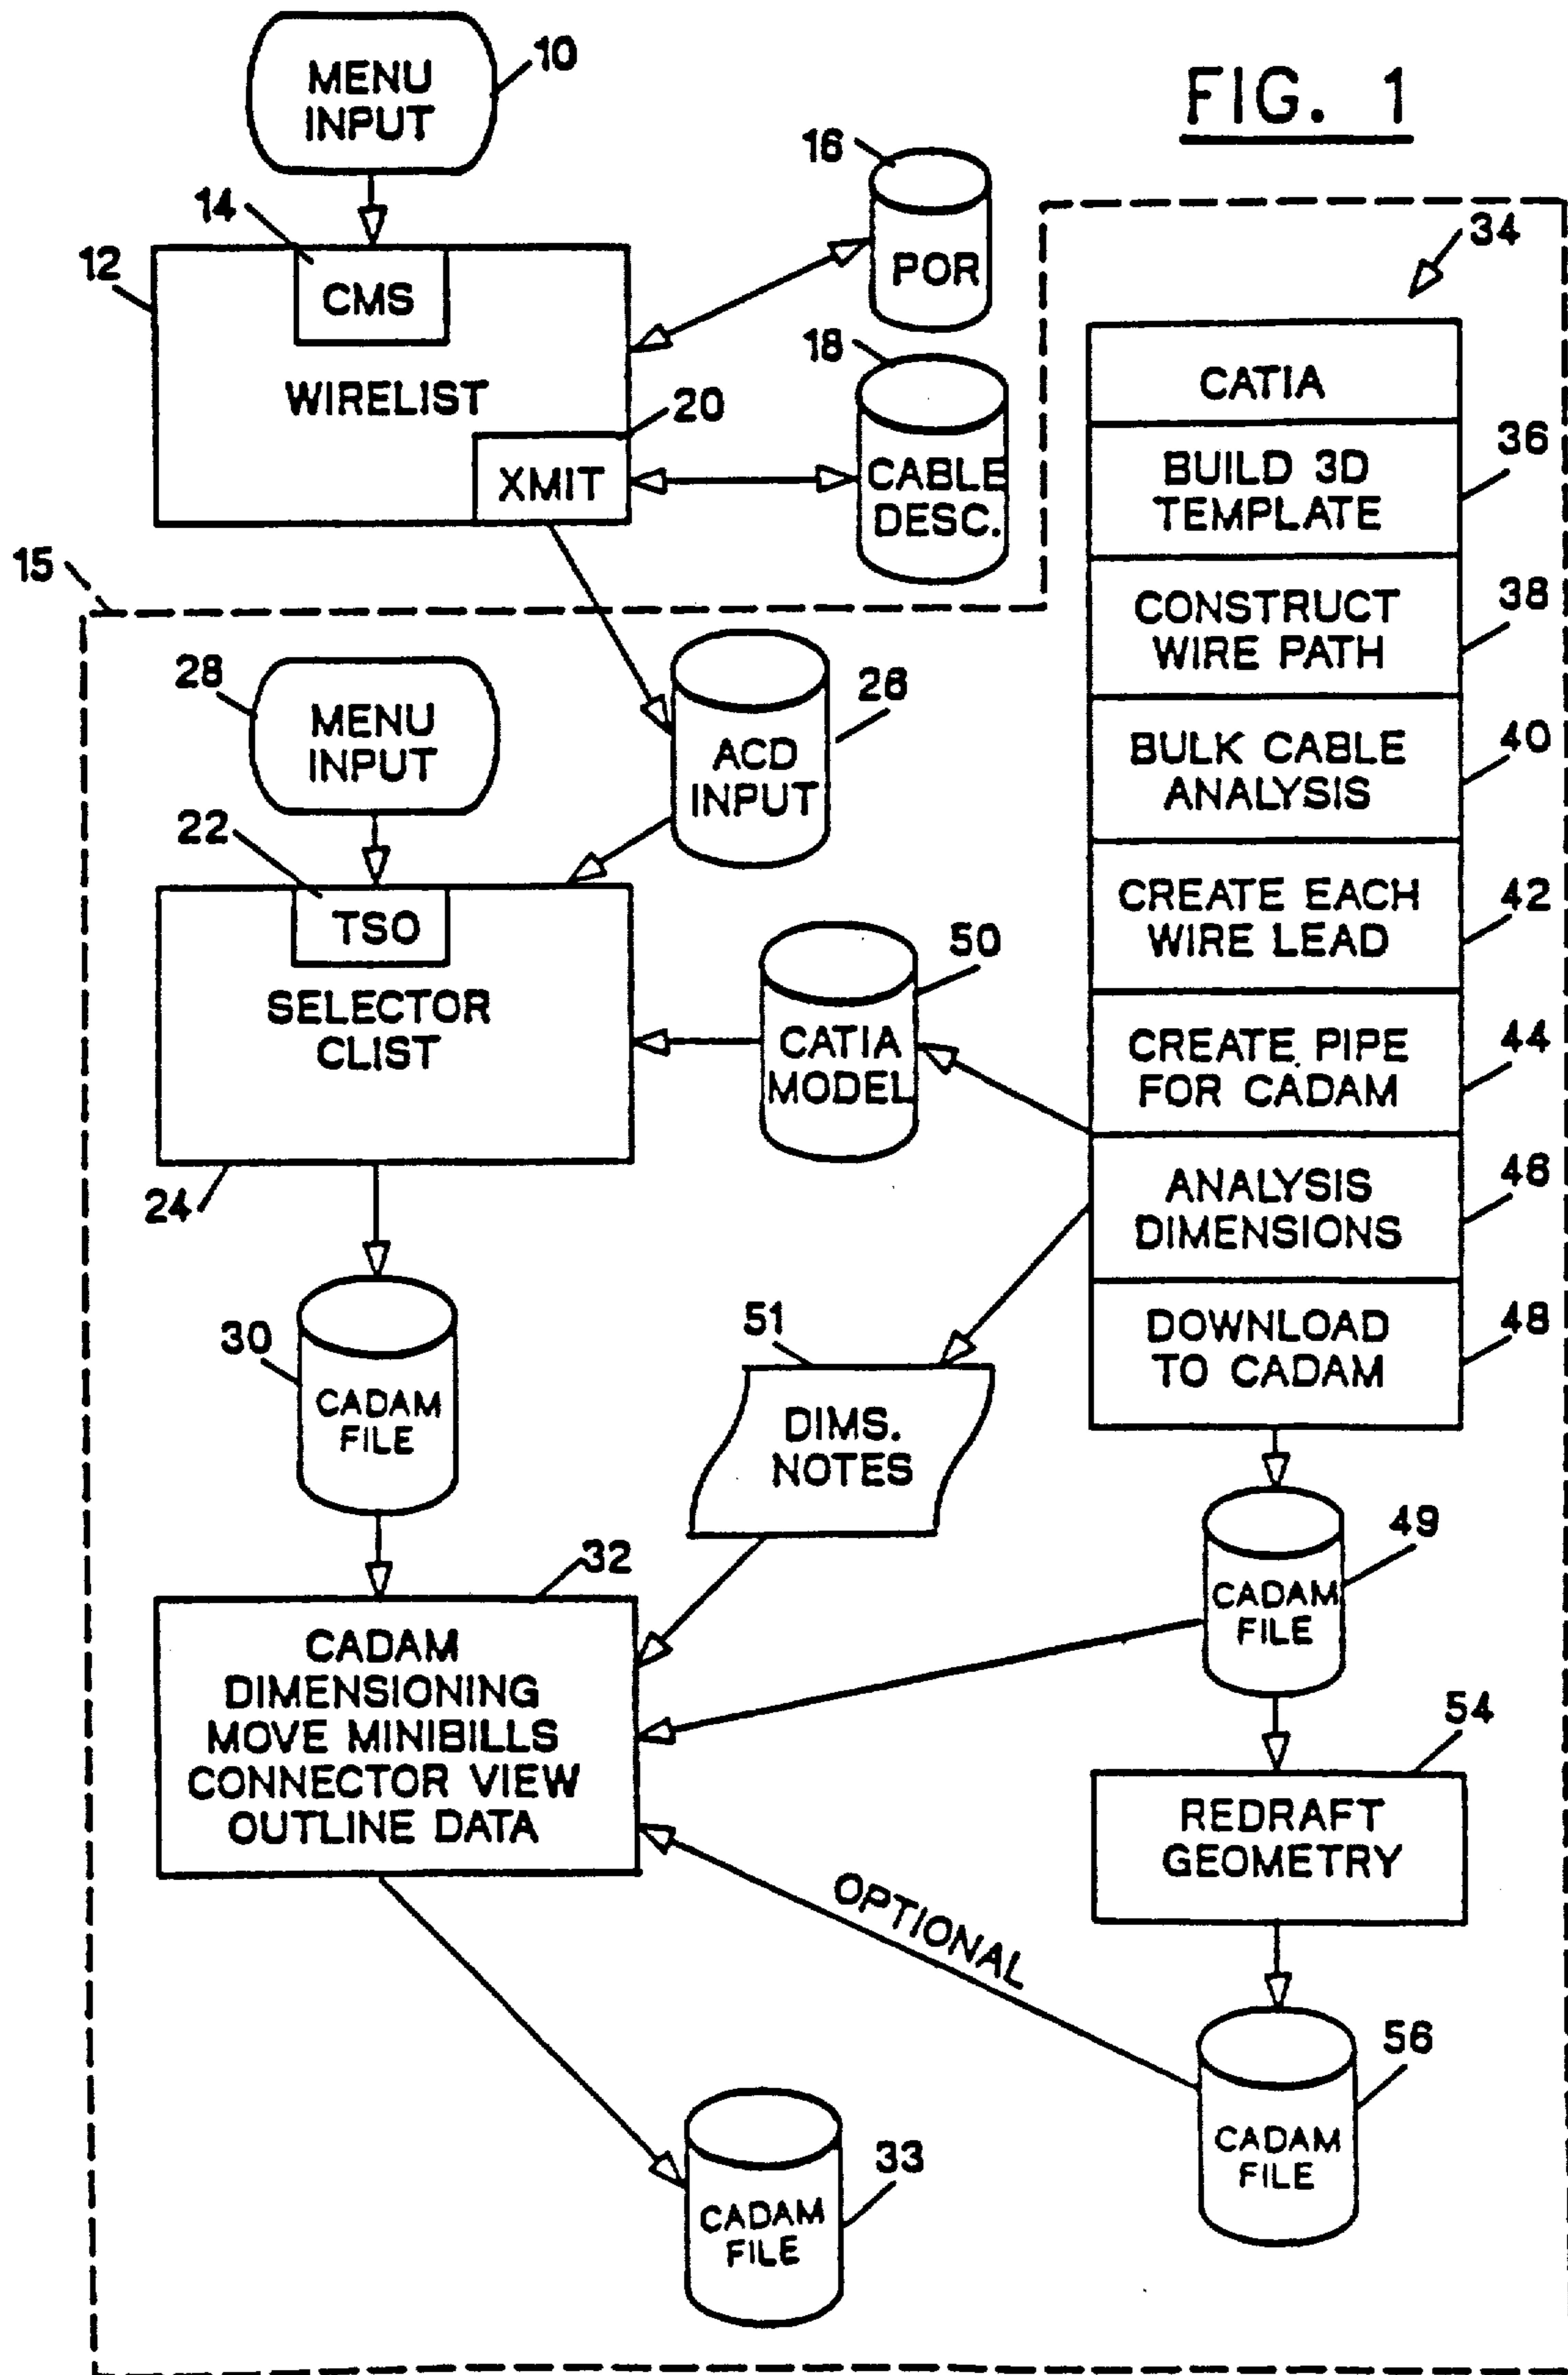 FIG. 1
MENU
INPUT
10
12
14
CMS
WIRELIST
20
XMIT
16
POR
18
CABLE
DESC.
15
34
CATIA
BUILD 3D
TEMPLATE
36
CONSTRUCT
WIRE PATH
38
BULK CABLE
ANALYSIS
40
CREATE EACH
WIRE LEAD
42
CREATE PIPE
FOR CADAM
44
ANALYSIS
DIMENSIONS
46
DOWNLOAD
TO CADAM
48
28
MENU
INPUT
ACD
INPUT
26
22
TSO
SELECTOR
CLIST
24
50
CATIA
MODEL
30
CADAM
FILE
51
DIMS.
NOTES
49
CADAM
FILE
32
CADAM
DIMENSIONING
MOVE MINIBILLS
CONNECTOR VIEW
OUTLINE DATA
54
REDRAFT
GEOMETRY
OPTIONAL
56
CADAM
FILE
33
CADAM
FILE